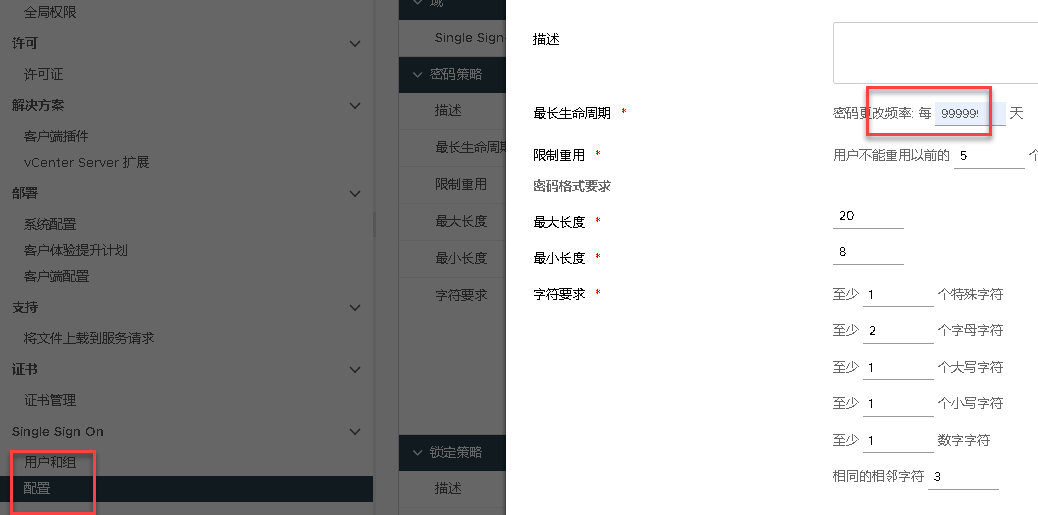 全局权限
许可
许可证
解决方案
客户端插件
vCenter Server 扩展
部署
系统配置
客户体验提升计划
客户端配置
支持
将文件上载到服务请求
证书
证书管理
Single Sign On
用户和组
配置
域
Single Sign
密码策略
描述
最长生命周期
限制重用
最大长度
最小长度
字符要求
锁定策略
描述
描述
最长生命周期 * 密码更改频率: 每 99999 天
限制重用 * 用户不能重用以前的 5 个
密码格式要求
最大长度 * 20
最小长度 * 8
字符要求 * 至少 1 个特殊字符
至少 2 个字母字符
至少 1 个大写字符
至少 1 个小写字符
至少 1 数字字符
相同的相邻字符 3